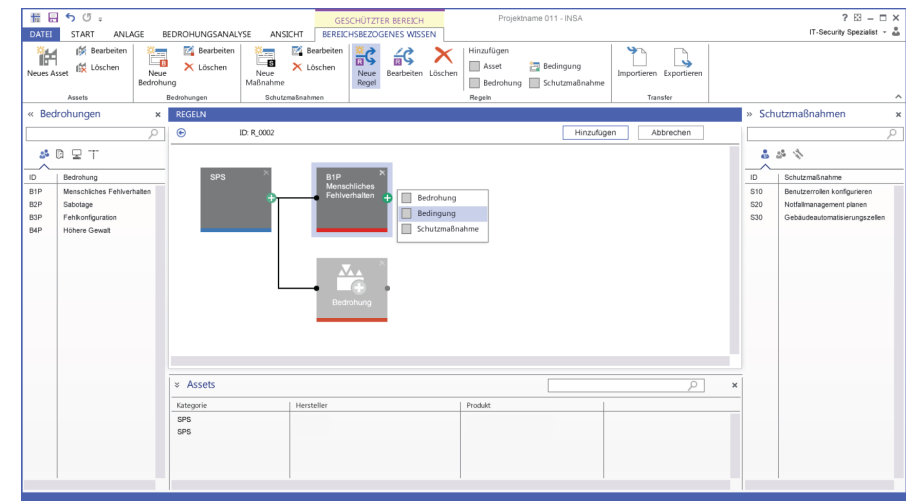 GESCHÜTZTER BEREICH
Projektname 011 - INSA
?
DATEI START ANLAGE BEDROHUNGSANALYSE ANSICHT BEREICHSBEZOGENES WISSEN
IT-Security Spezialist
Neues Asset
Bearbeiten
Löschen
Assets
Neue
Bedrohung
Bearbeiten
Löschen
Bedrohungen
S
Neue
Maßnahme
Bearbeiten
Löschen
Schutzmaßnahmen
R
Neue
Regel
R
Bearbeiten
Löschen
Hinzufügen
Asset
Bedingung
Bedrohung
Schutzmaßnahme
Regeln
Importieren
Exportieren
Transfer
« Bedrohungen
ID Bedrohung
B1P Menschliches Fehlverhalten
B2P Sabotage
B3P Fehlkonfiguration
B4P Höhere Gewalt
REGELN
ID: R_0002
Hinzufügen
Abbrechen
SPS
B1P
Menschliches
Fehlverhalten
Bedrohung
Bedingung
Schutzmaßnahme
Bedrohung
Assets
Kategorie Hersteller Produkt
SPS
SPS
» Schutzmaßnahmen
ID Schutzmaßnahme
S10 Benutzerrollen konfigurieren
S20 Notfallmanagement planen
S30 Gebäudeautomatisierungszellen